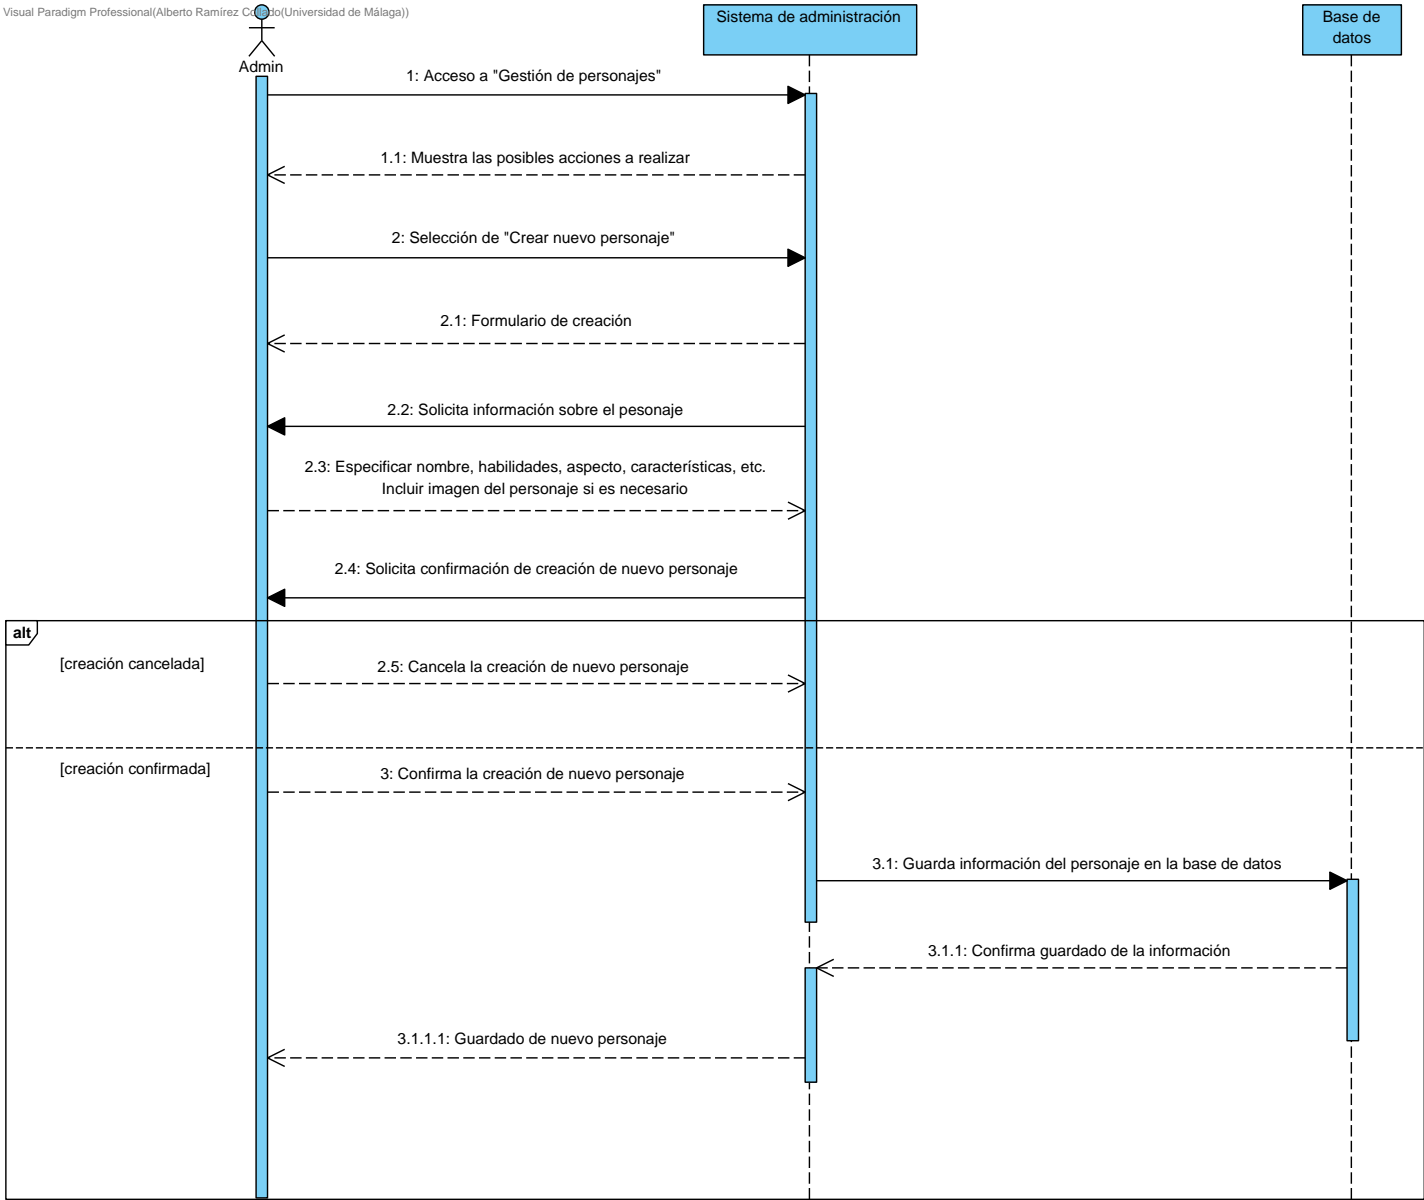 Visual Paradigm Professional(Alberto Ramírez Collado(Universidad de Málaga))
Admin
Sistema de administración
Base de
datos
1: Acceso a "Gestión de personajes"
1.1: Muestra las posibles acciones a realizar
2: Selección de "Crear nuevo personaje"
2.1: Formulario de creación
2.2: Solicita información sobre el pesonaje
2.3: Especificar nombre, habilidades, aspecto, características, etc.
Incluir imagen del personaje si es necesario
2.4: Solicita confirmación de creación de nuevo personaje
alt
[creación cancelada]
2.5: Cancela la creación de nuevo personaje
[creación confirmada]
3: Confirma la creación de nuevo personaje
3.1: Guarda información del personaje en la base de datos
3.1.1: Confirma guardado de la información
3.1.1.1: Guardado de nuevo personaje